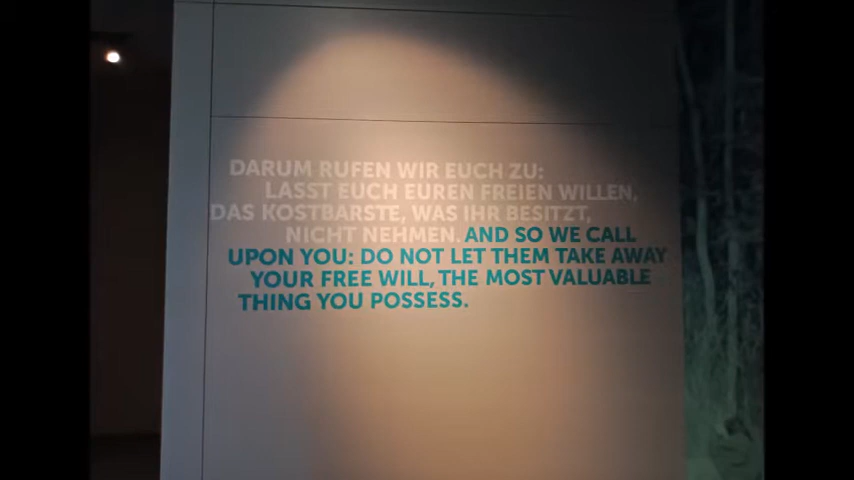 DARUM RUFEN WIR EUCH ZU:
LASST EUCH EUREN FREIEN WILLEN,
DAS KOSTBARSTE, WAS IHR BESITZT,
NICHT NEHMEN. AND SO WE CALL
UPON YOU: DO NOT LET THEM TAKE AWAY
YOUR FREE WILL, THE MOST VALUABLE
THING YOU POSSESS.